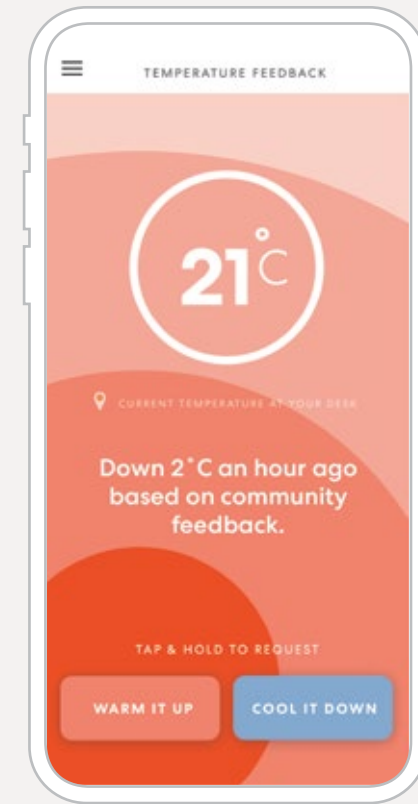 TEMPERATURE FEEDBACK
21°C
CURRENT TEMPERATURE AT YOUR DESK
Down 2°C an hour ago
based on community
feedback.
TAP & HOLD TO REQUEST
WARM IT UP
COOL IT DOWN